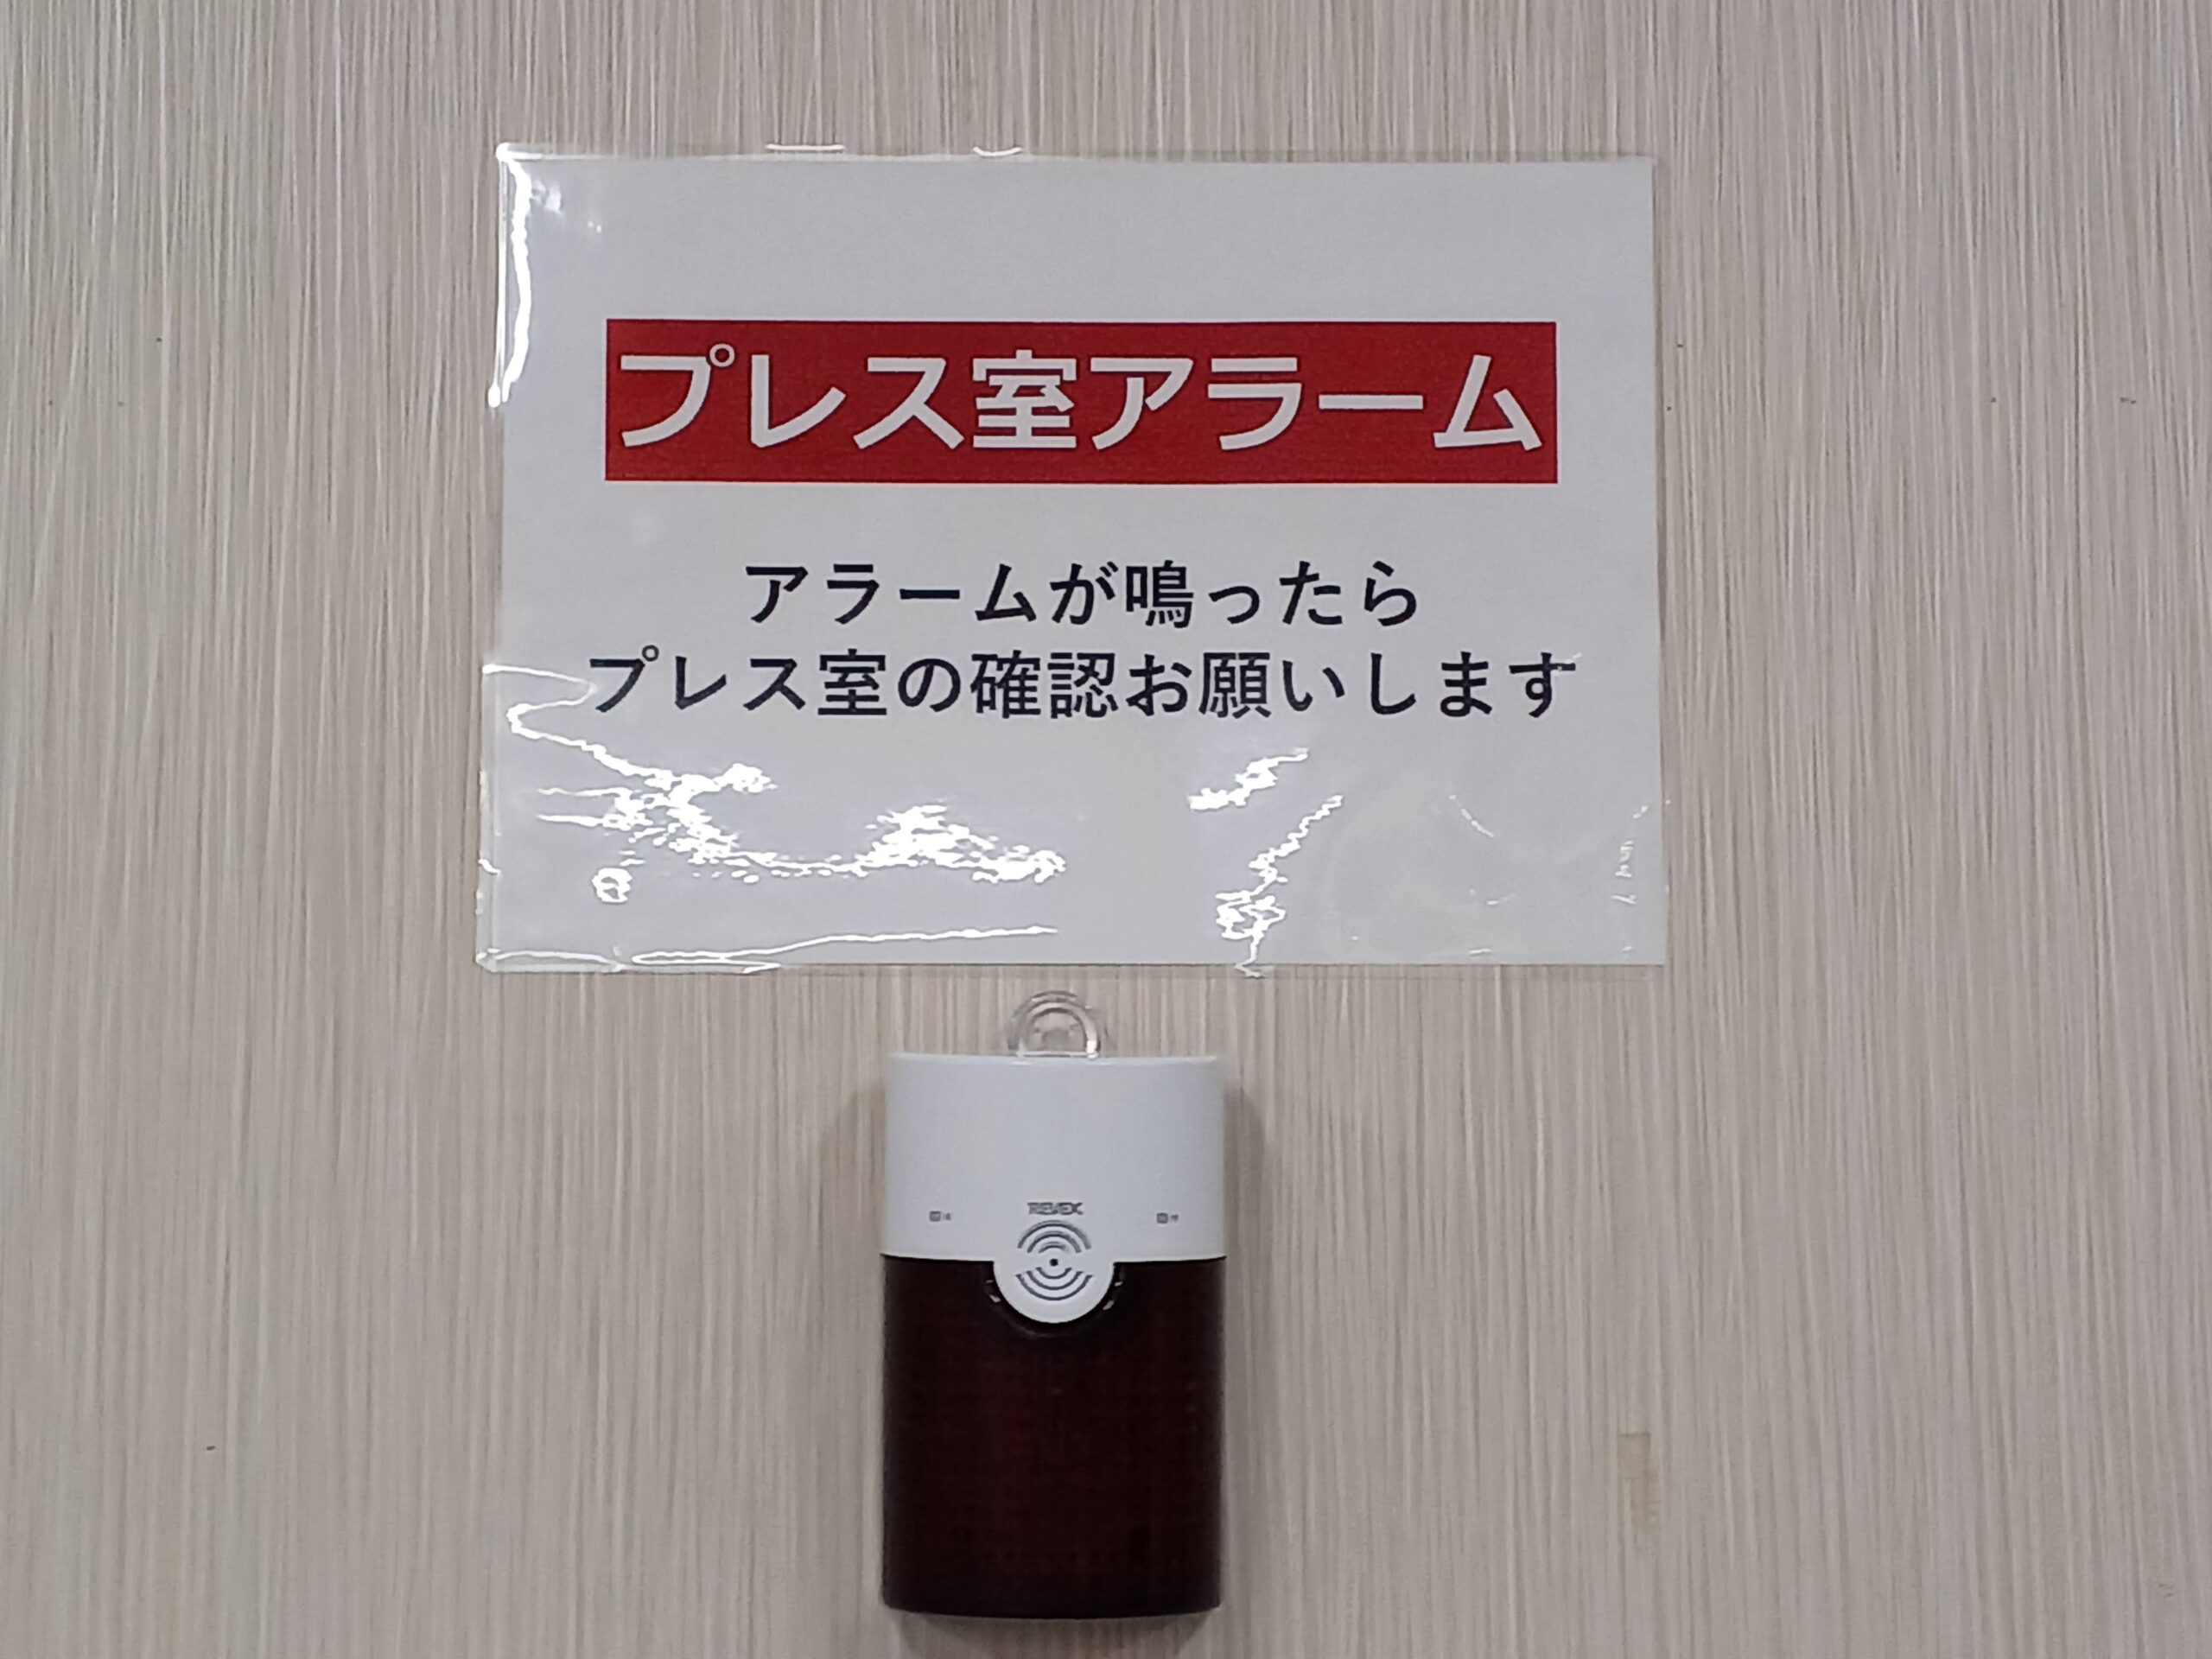 プレス室アラーム
アラームが鳴ったら
プレス室の確認お願いします
REVEX